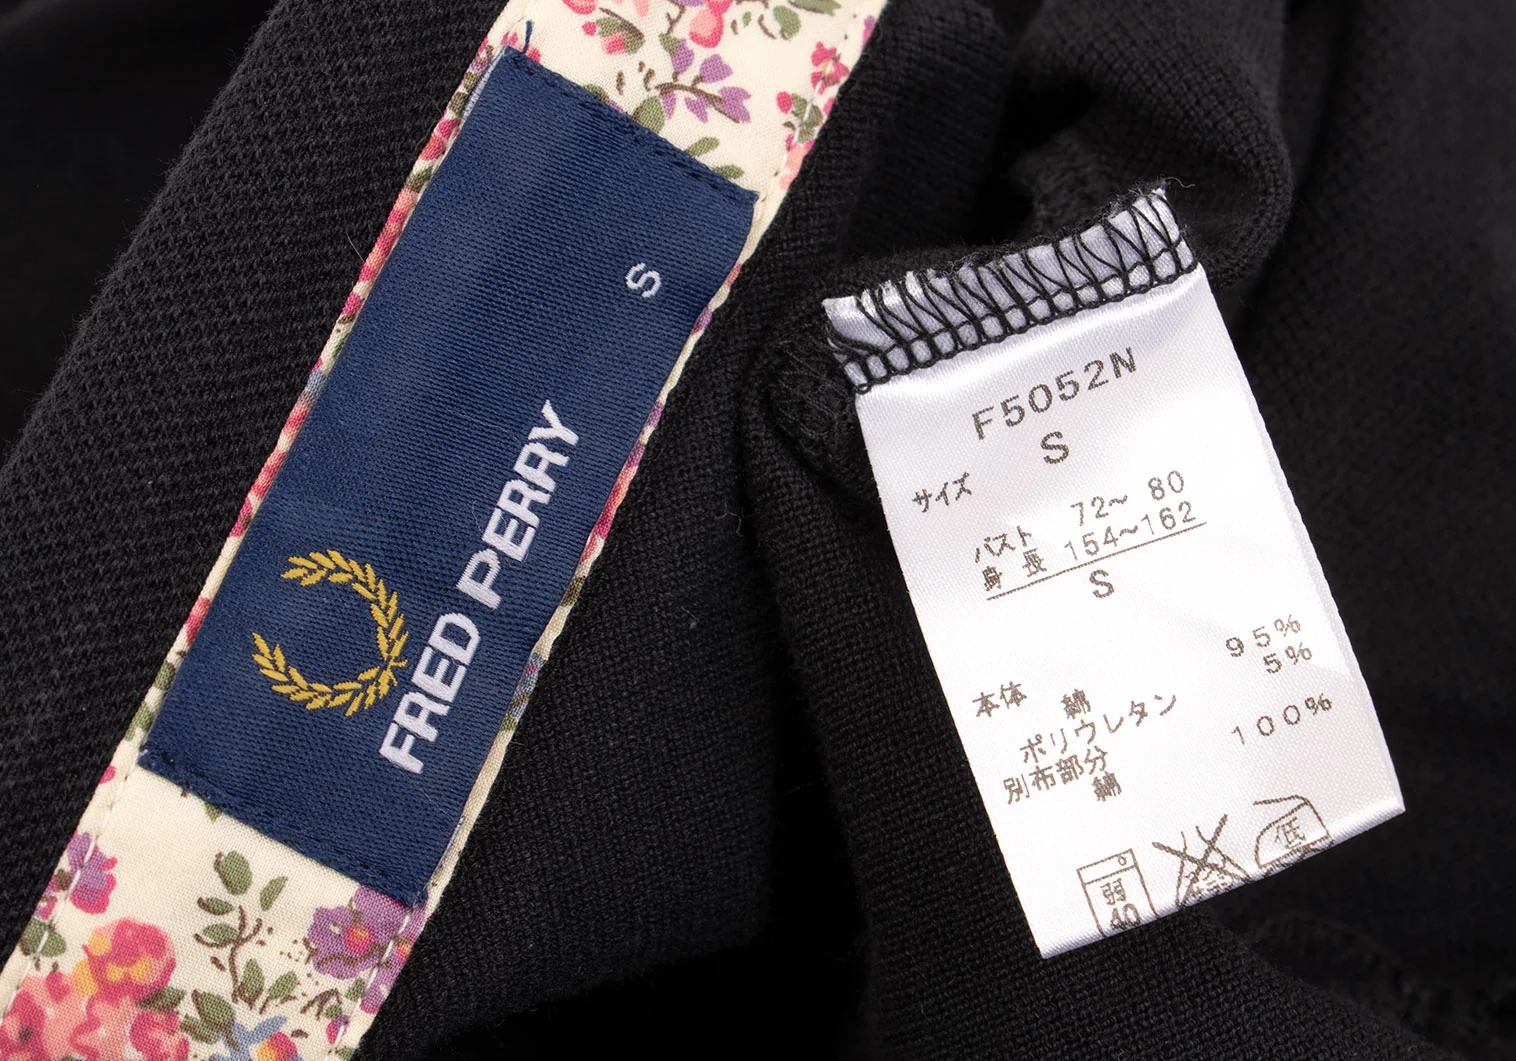 S
FRED PERRY
F5052N
S
サイズ
バスト 72~ 80
身長 154~162
S
本体 綿 95%
ポリウレタン 5%
別布部分
綿 100%
弱
40
低